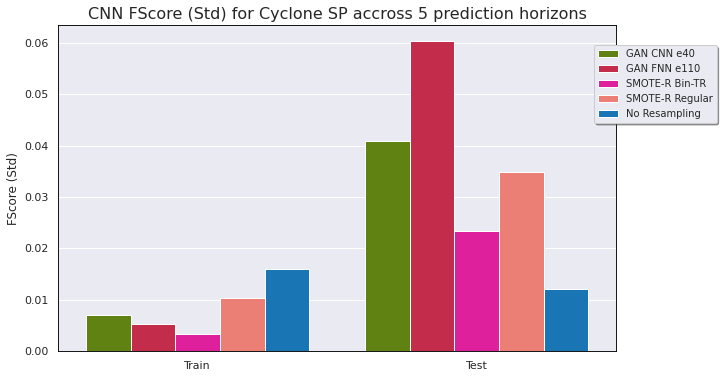 CNN FScore (Std) for Cyclone SP accross 5 prediction horizons
FScore (Std)
0.06
0.05
0.04
0.03
0.02
0.01
0.00
Train
Test
GAN CNN e40
GAN FNN e110
SMOTE-R Bin-TR
SMOTE-R Regular
No Resampling